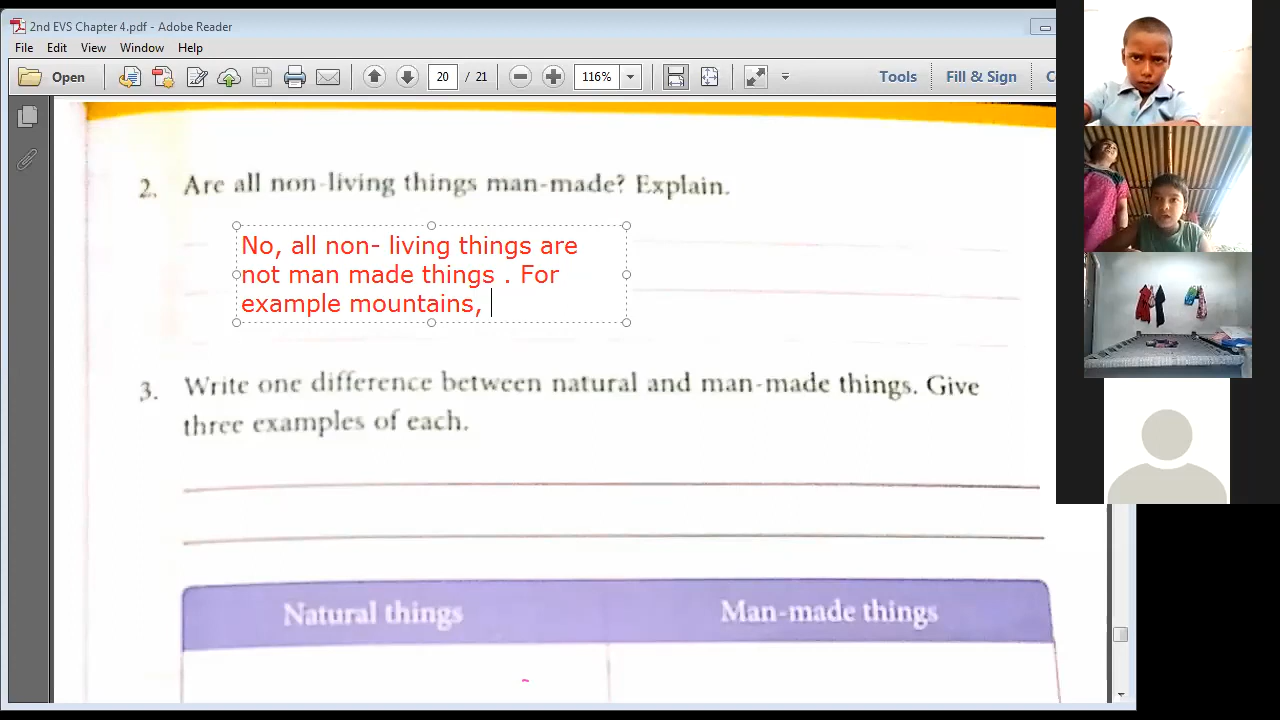 2nd EVS Chapter 4.pdf - Adobe Reader
File Edit View Window Help
Open 20 / 21 116% Tools Fill & Sign C
2. Are all non-living things man-made? Explain.
No, all non- living things are
not man made things . For
example mountains,
3. Write one difference between natural and man-made things. Give
three examples of each.
Natural things Man-made things